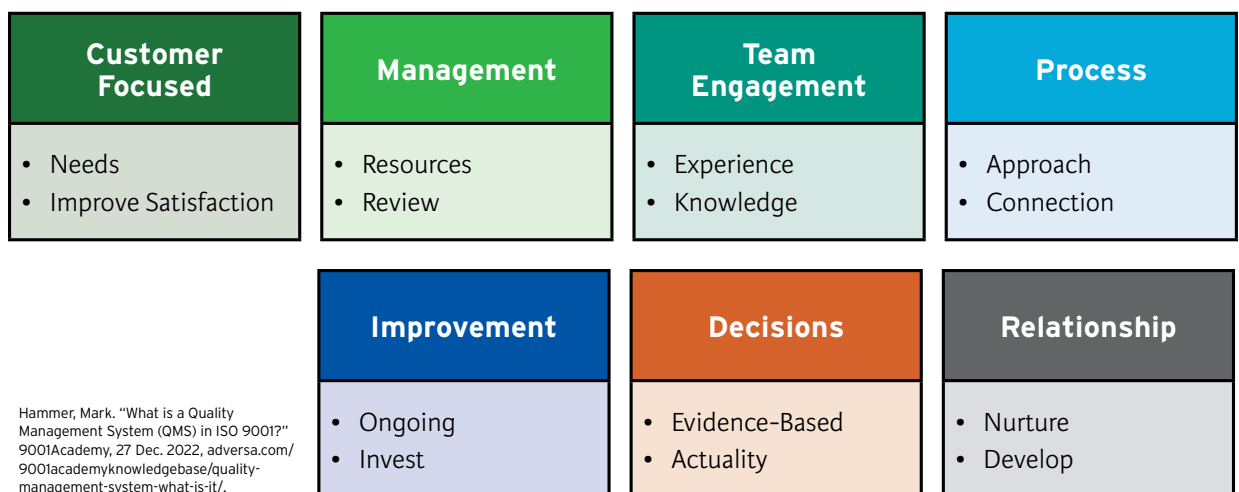 Customer
Focused
• Needs
• Improve Satisfaction
Management
• Resources
• Review
Team
Engagement
• Experience
• Knowledge
Process
• Approach
• Connection
Improvement
• Ongoing
• Invest
Decisions
• Evidence-Based
• Actuality
Relationship
• Nurture
• Develop
Hammer, Mark. “What is a Quality
Management System (QMS) in ISO 9001?”
9001Academy, 27 Dec. 2022, adversa.com/
9001academyknowledgebase/quality-
management-system-what-is-it/.